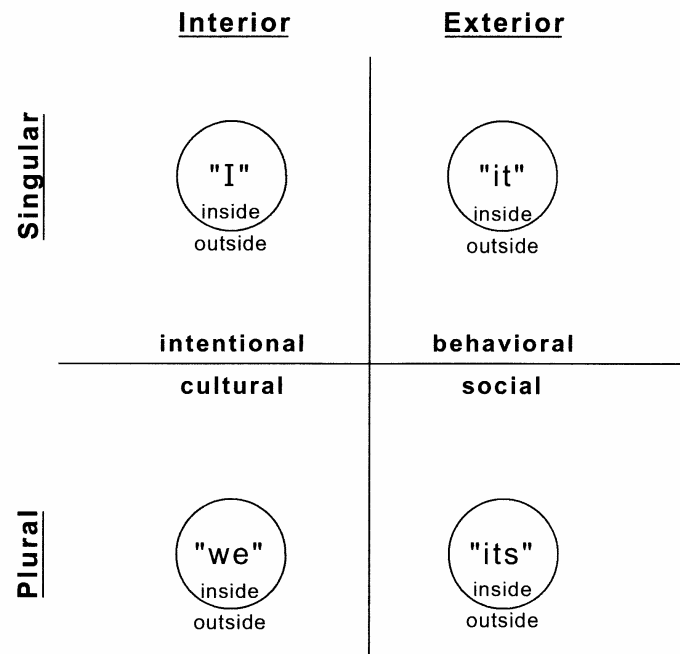 Interior
Exterior
Singular
"I"
inside
outside
"it"
inside
outside
intentional
behavioral
cultural
social
Plural
"we"
inside
outside
"its"
inside
outside